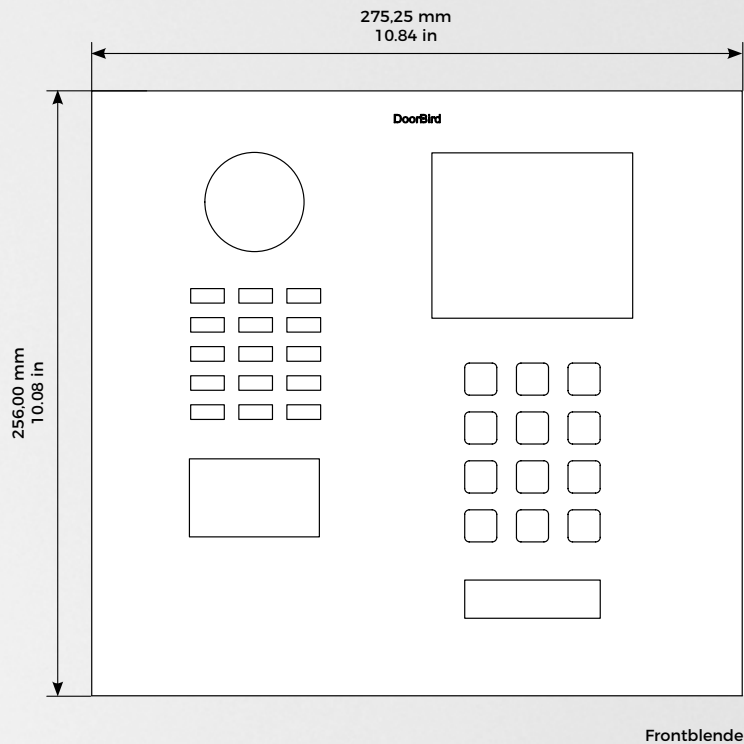 275,25 mm
10.84 in
DoorBird
256,00 mm
10.08 in
Frontblende